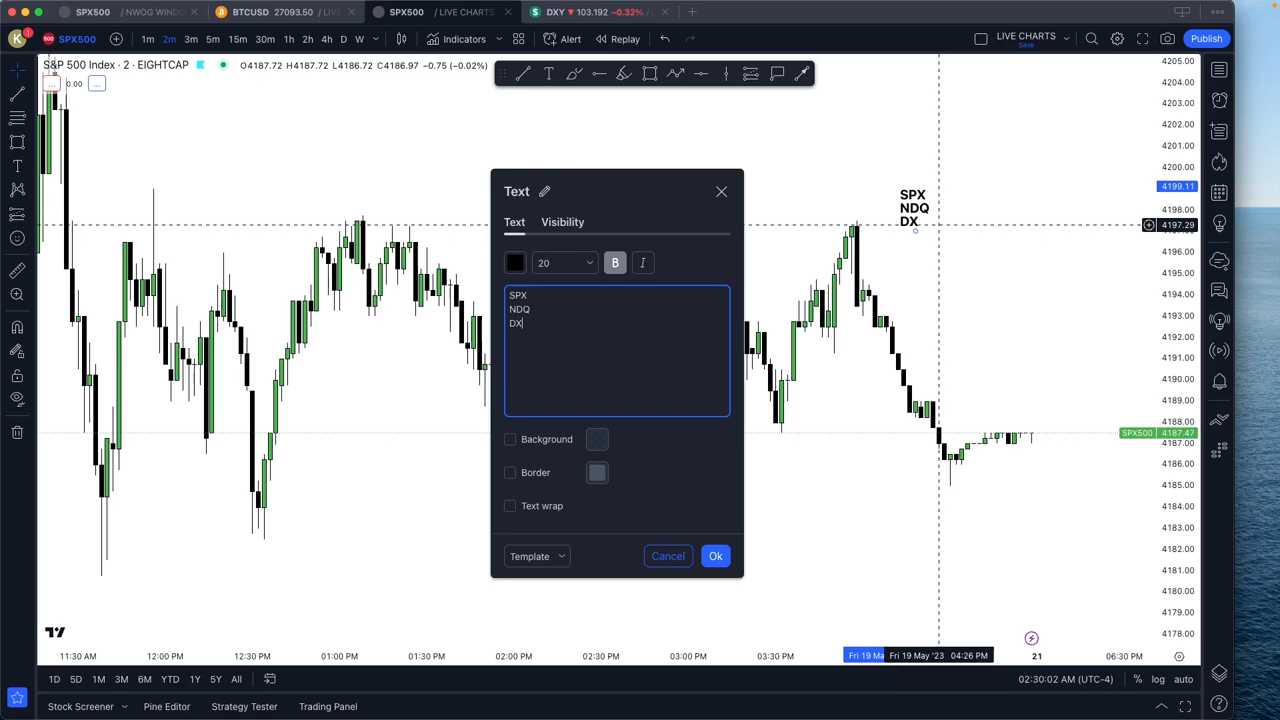 SPX500 / NWOG WINDO
BTCUSD 27093.50 / LIV
SPX500 / LIVE CHARTS
DXY ▼ 103.192 −0.32% / L
K 1
500 SPX500
1m 2m 3m 5m 15m 30m 1h 2h 4h D W
Indicators
Alert
Replay
LIVE CHARTS
Save
Publish
S&P 500 Index · 2 · EIGHTCAP
O4187.72 H4187.72 L4186.72 C4186.97 −0.75 (−0.02%)
... 0.00 ...
4205.00
4204.00
4203.00
4202.00
4201.00
4200.00
4199.11
4198.00
4197.29
4196.00
4195.00
4194.00
4193.00
4192.00
4191.00
4190.00
4189.00
4188.00
SPX500 4187.47
4187.00
4186.00
4185.00
4184.00
4183.00
4182.00
4181.00
4180.00
4179.00
4178.00
SPX
NDQ
DX
Text
Text Visibility
20 B I
SPX
NDQ
DX
Background
Border
Text wrap
Template
Cancel
Ok
11:30 AM 12:00 PM 12:30 PM 01:00 PM 01:30 PM 02:00 PM 02:30 PM 03:00 PM 03:30 PM Fri 19 Ma Fri 19 May '23 04:26 PM 21 06:30 PM
1D 5D 1M 3M 6M YTD 1Y 5Y All
02:30:02 AM (UTC-4) % log auto
Stock Screener Pine Editor Strategy Tester Trading Panel